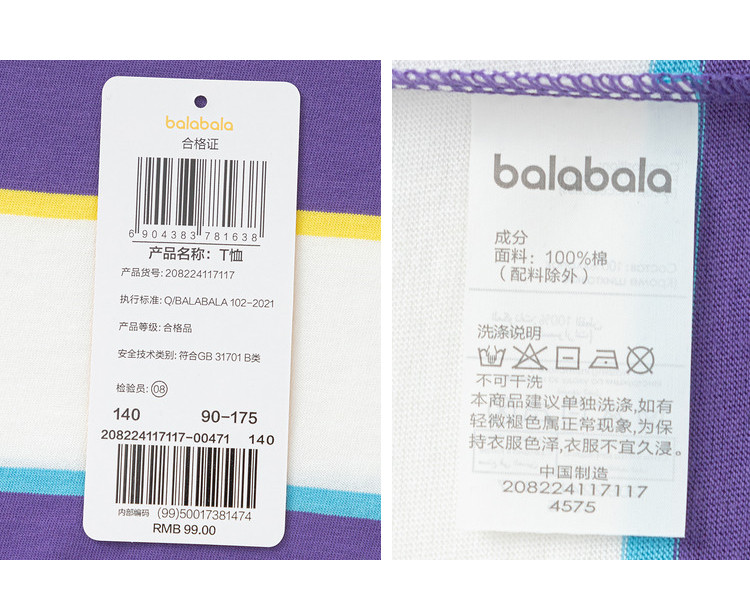 balabala
合格证
6 904383 781638
产品名称：T恤
产品货号: 208224117117
执行标准: Q/BALABALA 102-2021
产品等级: 合格品
安全技术类别: 符合GB 31701 B类
检验员: 08
140 90-175
208224117117-00471 140
内部编码 (99)50017381474
RMB 99.00
balabala
成分
面料：100%棉
（配料除外）
洗涤说明
不可干洗
本商品建议单独洗涤,如有
轻微褪色属正常现象,为保
持衣服色泽,衣服不宜久浸。
中国制造
208224117117
4575